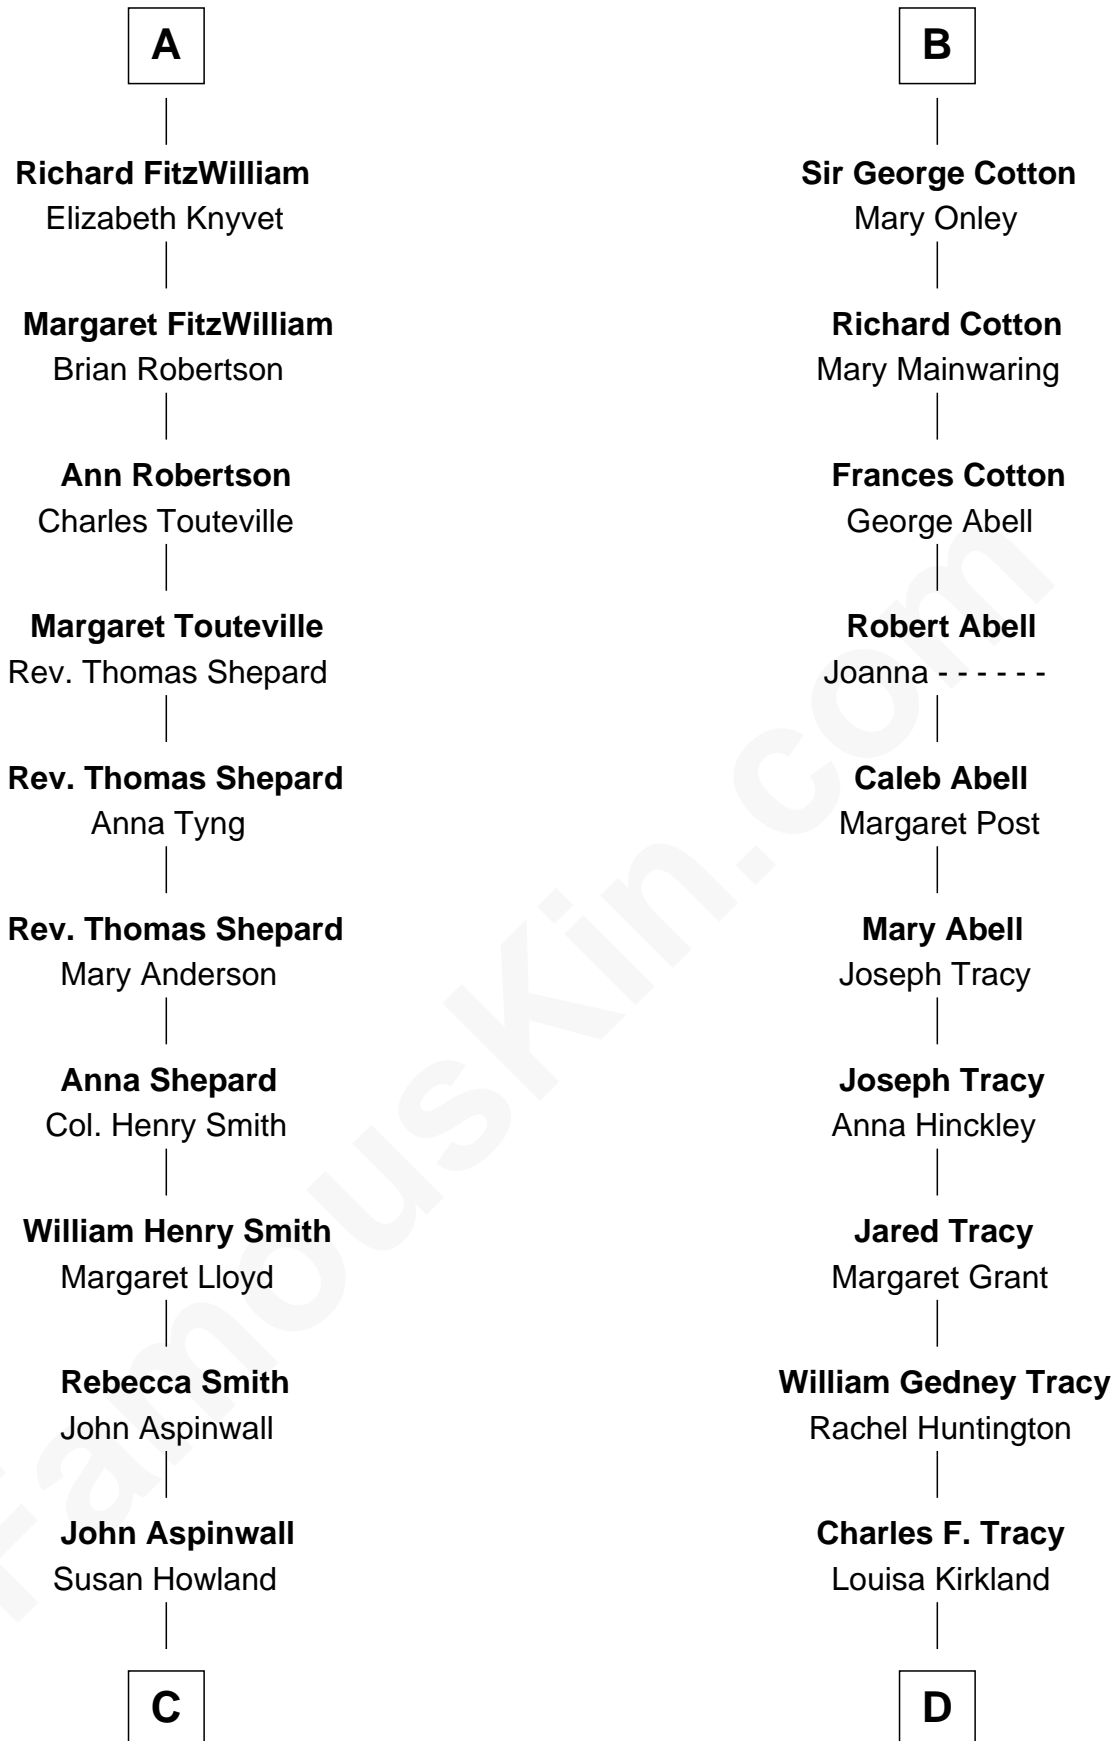 A
Richard FitzWilliam
Elizabeth Knyvet
Margaret FitzWilliam
Brian Robertson
Ann Robertson
Charles Touteville
Margaret Touteville
Rev. Thomas Shepard
Rev. Thomas Shepard
Anna Tyng
Rev. Thomas Shepard
Mary Anderson
Anna Shepard
Col. Henry Smith
William Henry Smith
Margaret Lloyd
Rebecca Smith
John Aspinwall
John Aspinwall
Susan Howland
C
B
Sir George Cotton
Mary Onley
Richard Cotton
Mary Mainwaring
Frances Cotton
George Abell
Robert Abell
Joanna - - - - - -
Caleb Abell
Margaret Post
Mary Abell
Joseph Tracy
Joseph Tracy
Anna Hinckley
Jared Tracy
Margaret Grant
William Gedney Tracy
Rachel Huntington
Charles F. Tracy
Louisa Kirkland
D
FamousKin.com